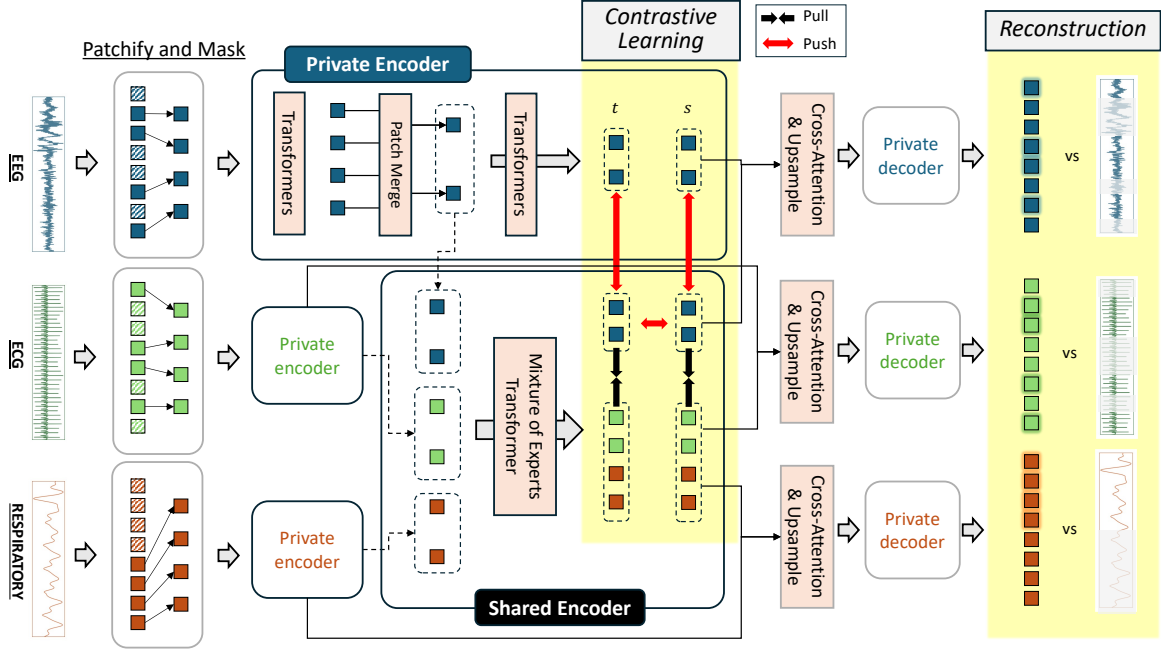 Contrastive
Learning
Pull
Push
Reconstruction
Patchify and Mask
Private Encoder
EEG
Transformers
Patch Merge
Transformers
t
s
Cross-Attention
& Upsample
Private
decoder
vs
ECG
Private
encoder
Mixture of Experts
Transformer
Cross-Attention
& Upsample
Private
decoder
vs
RESPIRATORY
Private
encoder
Cross-Attention
& Upsample
Private
decoder
vs
Shared Encoder